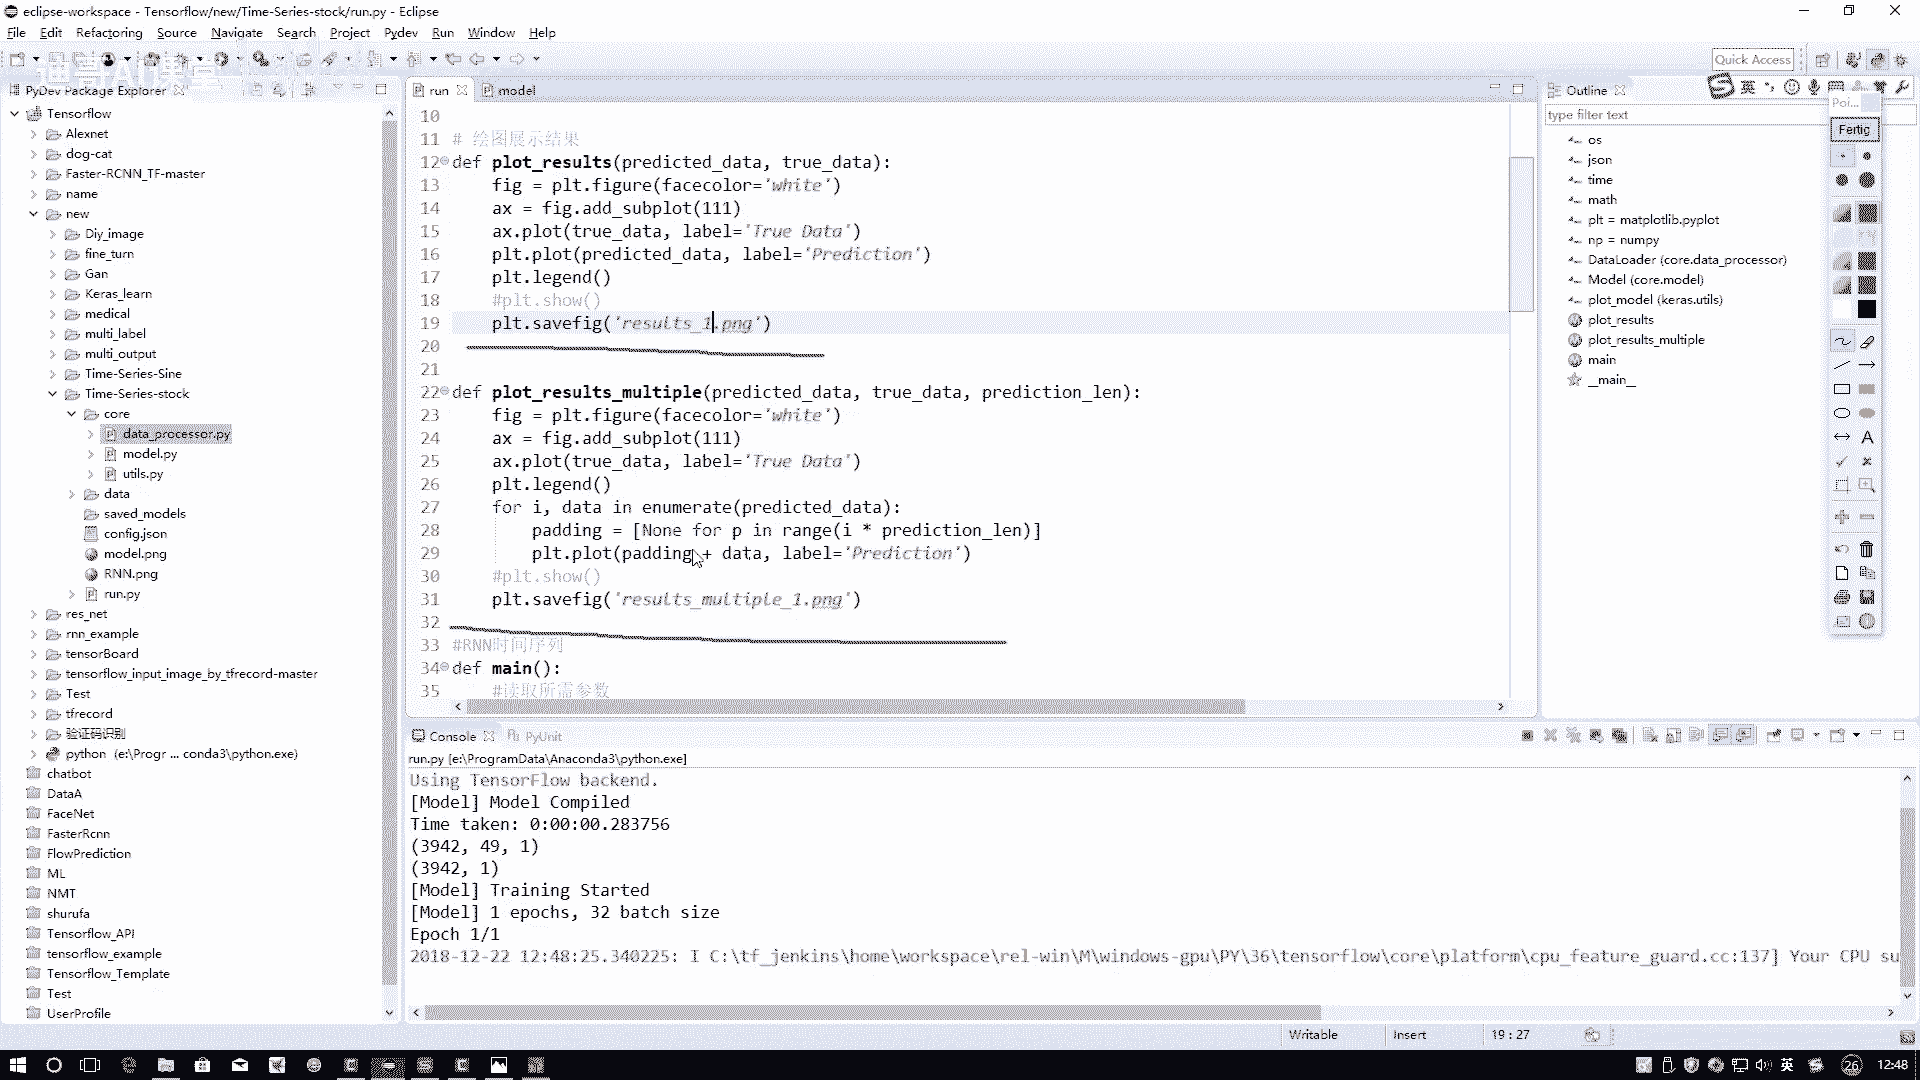 eclipse-workspace - Tensorflow/new/Time-Series-stock/run.py - Eclipse
File Edit Refactoring Source Navigate Search Project Pydev Run Window Help
迪哥AI课堂
Quick Access
PyDev Package Explorer
Tensorflow
Alexnet
dog-cat
Faster-RCNN_TF-master
name
new
Diy_image
fine_turn
Gan
Keras_learn
medical
multi_label
multi_output
Time-Series-Sine
Time-Series-stock
core
data_processor.py
model.py
utils.py
data
saved_models
config.json
model.png
RNN.png
run.py
res_net
rnn_example
tensorBoard
tensorflow_input_image_by_tfrecord-master
Test
tfrecord
验证码识别
python (e:\Progr ... conda3\python.exe)
chatbot
DataA
FaceNet
FasterRcnn
FlowPrediction
ML
NMT
shurufa
Tensorflow_API
tensorflow_example
Tensorflow_Template
Test
UserProfile
run model
10
11 # 绘图展示结果
12 def plot_results(predicted_data, true_data):
13 fig = plt.figure(facecolor='white')
14 ax = fig.add_subplot(111)
15 ax.plot(true_data, label='True Data')
16 plt.plot(predicted_data, label='Prediction')
17 plt.legend()
18 #plt.show()
19 plt.savefig('results_1.png')
20
21
22 def plot_results_multiple(predicted_data, true_data, prediction_len):
23 fig = plt.figure(facecolor='white')
24 ax = fig.add_subplot(111)
25 ax.plot(true_data, label='True Data')
26 plt.legend()
27 for i, data in enumerate(predicted_data):
28 padding = [None for p in range(i * prediction_len)]
29 plt.plot(padding + data, label='Prediction')
30 #plt.show()
31 plt.savefig('results_multiple_1.png')
32
33 #RNN时间序列
34 def main():
35 #读取所需参数
Outline
英
type filter text
os
json
time
math
plt = matplotlib.pyplot
np = numpy
DataLoader (core.data_processor)
Model (core.model)
plot_model (keras.utils)
plot_results
plot_results_multiple
main
__main__
Poi...
Fertig
A
Console PyUnit
run.py [e:\ProgramData\Anaconda3\python.exe]
Using TensorFlow backend.
[Model] Model Compiled
Time taken: 0:00:00.283756
(3942, 49, 1)
(3942, 1)
[Model] Training Started
[Model] 1 epochs, 32 batch size
Epoch 1/1
2018-12-22 12:48:25.340225: I C:\tf_jenkins\home\workspace\rel-win\M\windows-gpu\PY\36\tensorflow\core\platform\cpu_feature_guard.cc:137] Your CPU su
Writable Insert 19 : 27
英 26 12:48